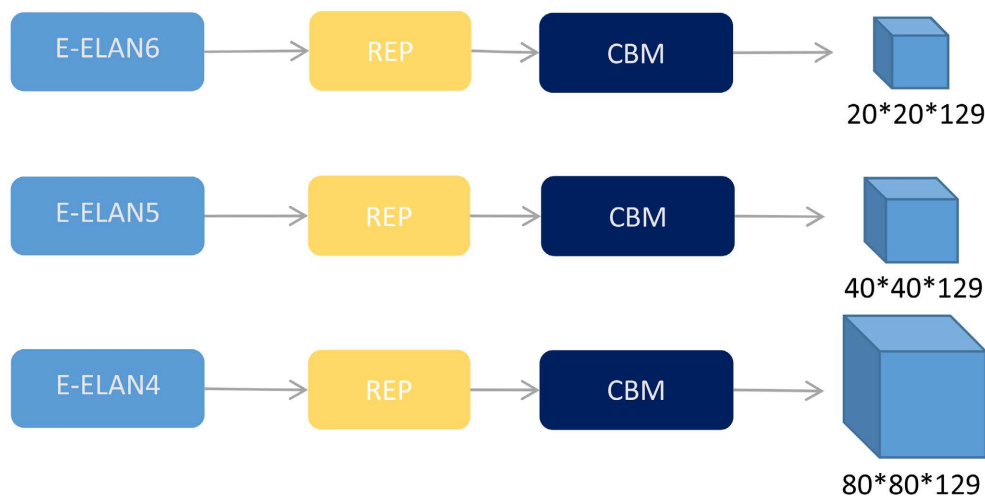 E-ELAN6 REP CBM
20*20*129
E-ELAN5 REP CBM
40*40*129
E-ELAN4 REP CBM
80*80*129